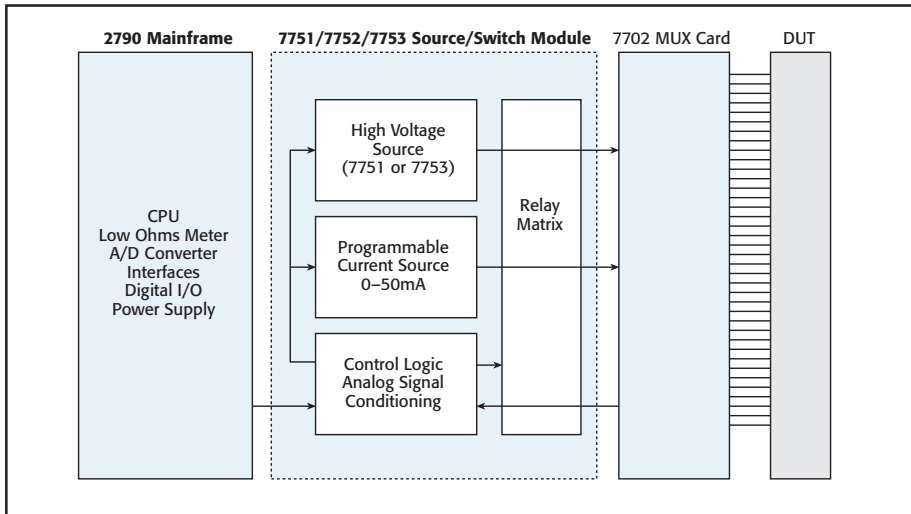 2790 Mainframe
7751/7752/7753 Source/Switch Module
7702 MUX Card
DUT
CPU
Low Ohms Meter
A/D Converter
Interfaces
Digital I/O
Power Supply
High Voltage
Source
(7751 or 7753)
Programmable
Current Source
0–50mA
Control Logic
Analog Signal
Conditioning
Relay
Matrix